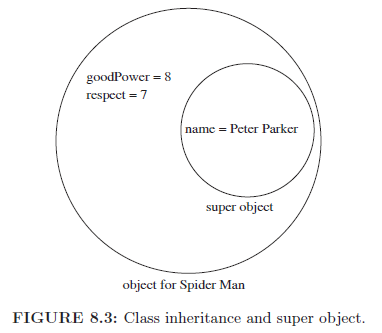 goodPower = 8
respect = 7
name = Peter Parker
super object
object for Spider Man
FIGURE 8.3: Class inheritance and super object.